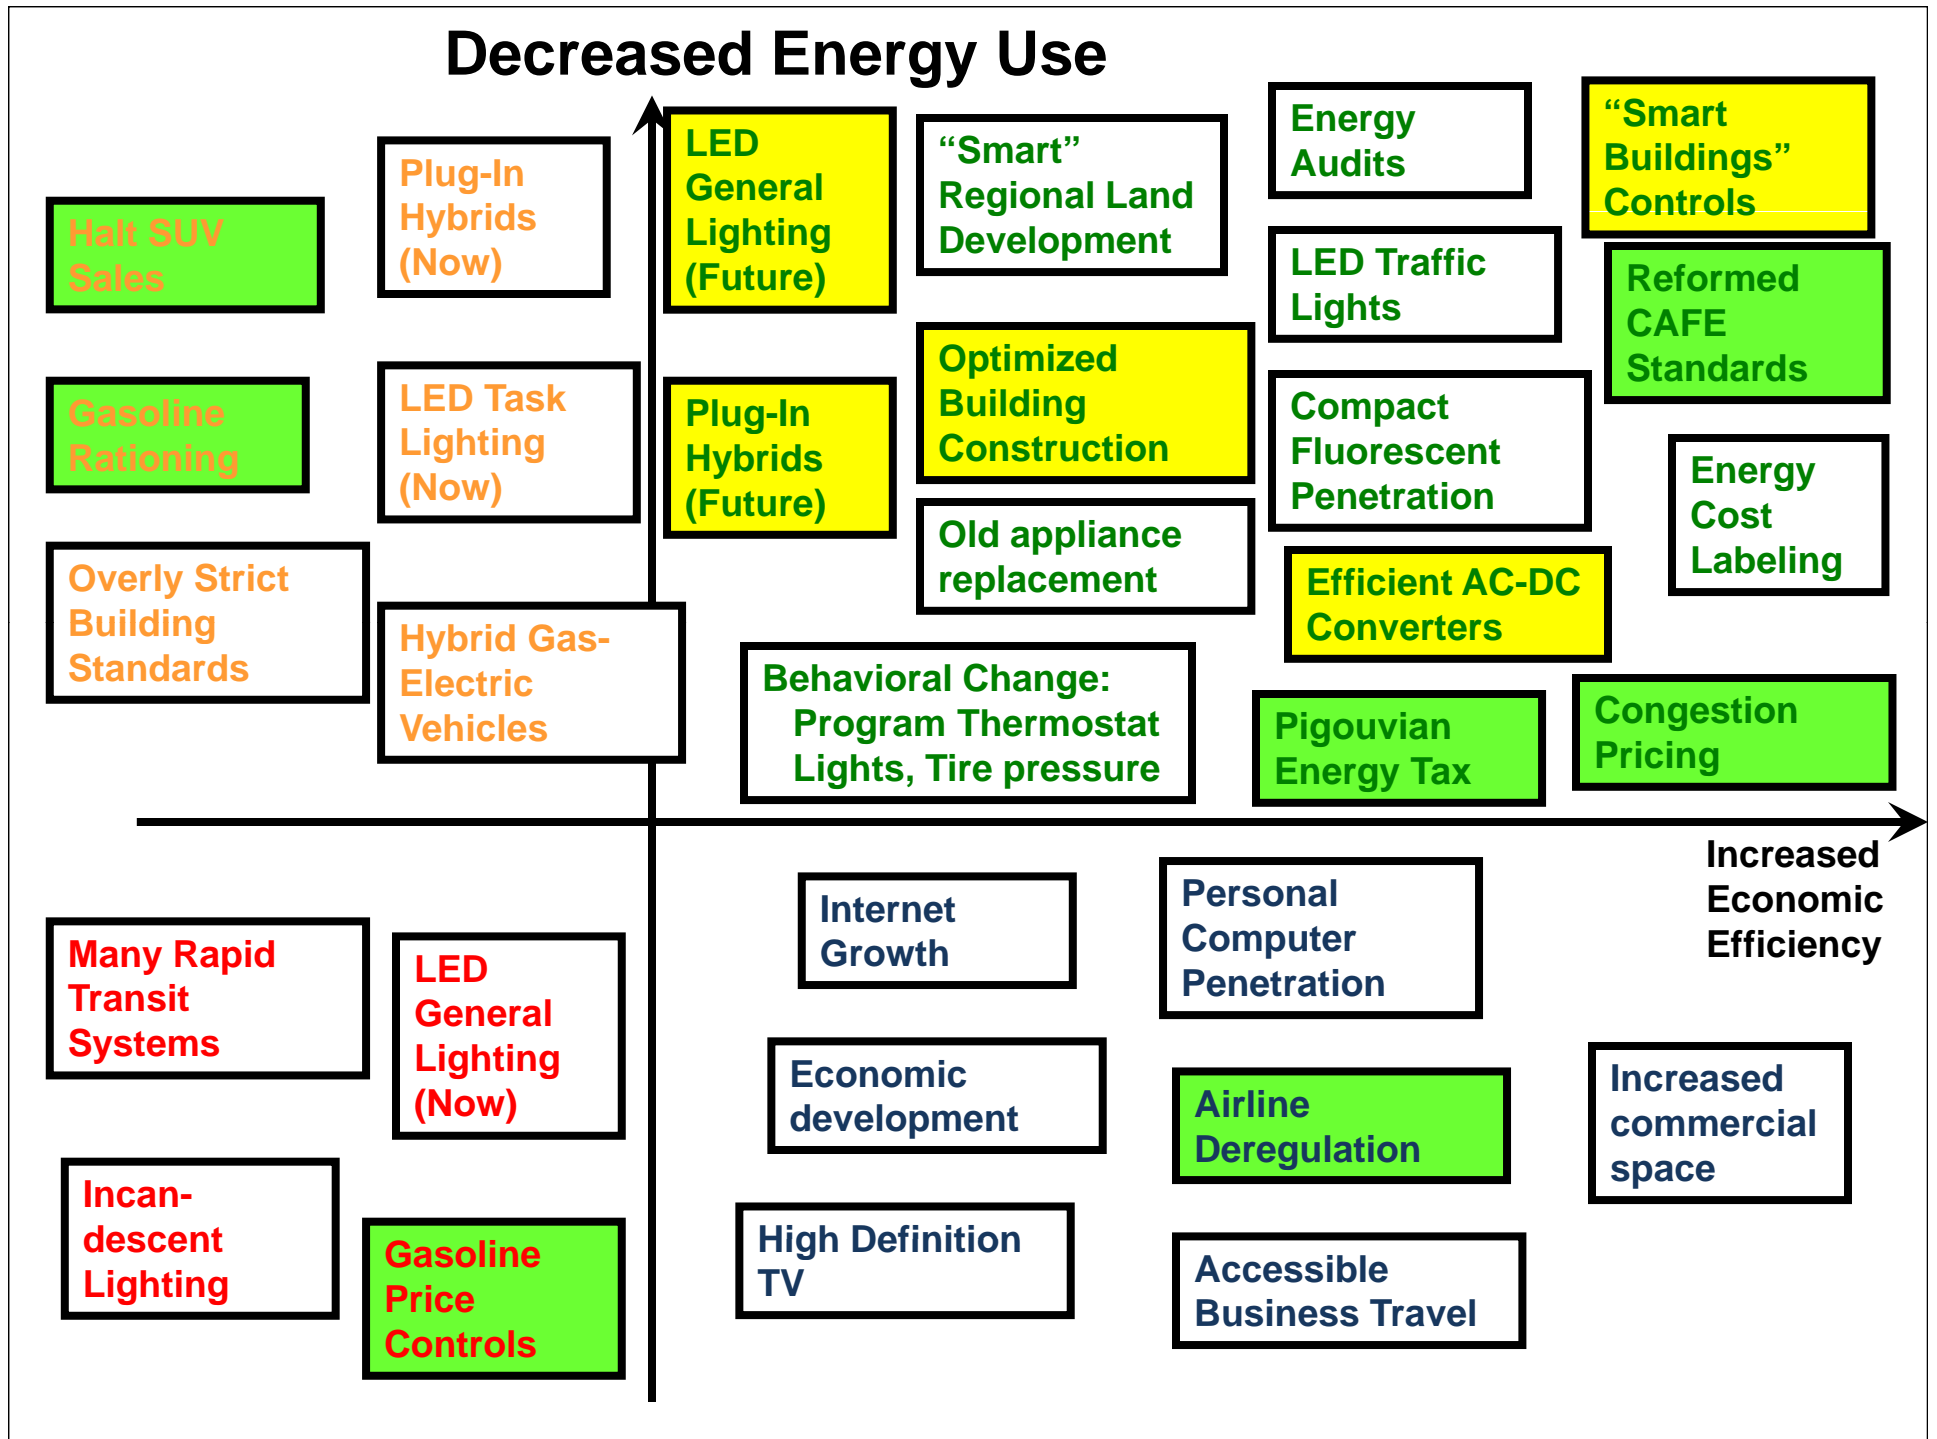 Decreased Energy Use
Halt SUV
Sales
Plug-In
Hybrids
(Now)
LED
General
Lighting
(Future)
“Smart”
Regional Land
Development
Energy
Audits
“Smart
Buildings”
Controls
LED Traffic
Lights
Reformed
CAFE
Standards
Gasoline
Rationing
LED Task
Lighting
(Now)
Plug-In
Hybrids
(Future)
Optimized
Building
Construction
Compact
Fluorescent
Penetration
Energy
Cost
Labeling
Old appliance
replacement
Efficient AC-DC
Converters
Overly Strict
Building
Standards
Hybrid Gas-
Electric
Vehicles
Behavioral Change:
Program Thermostat
Lights, Tire pressure
Pigouvian
Energy Tax
Congestion
Pricing
Increased
Economic
Efficiency
Many Rapid
Transit
Systems
LED
General
Lighting
(Now)
Internet
Growth
Personal
Computer
Penetration
Economic
development
Airline
Deregulation
Increased
commercial
space
Incan-
descent
Lighting
Gasoline
Price
Controls
High Definition
TV
Accessible
Business Travel